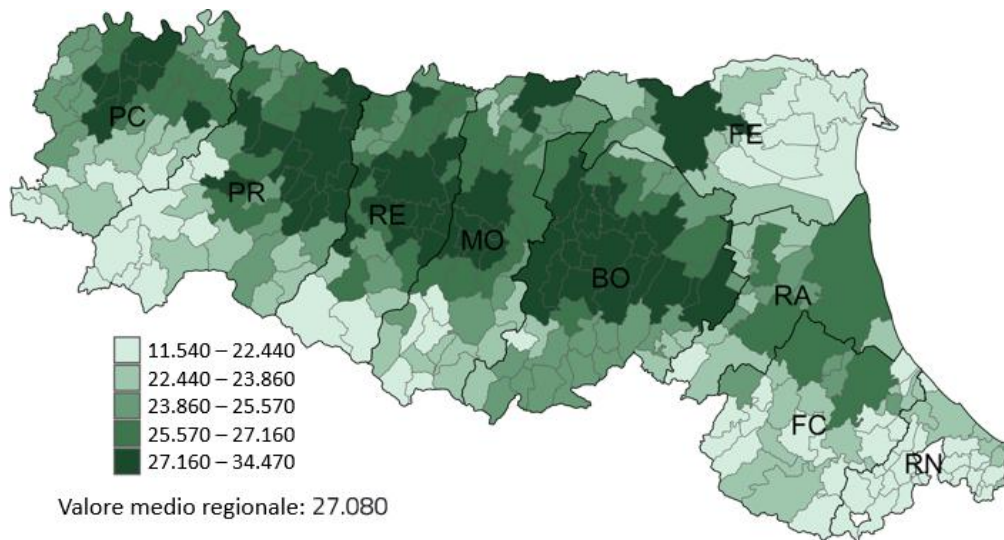 PC
FE
PR
RE
MO
BO
RA
11.540 – 22.440
22.440 – 23.860
23.860 – 25.570
25.570 – 27.160
27.160 – 34.470
FC
RN
Valore medio regionale: 27.080